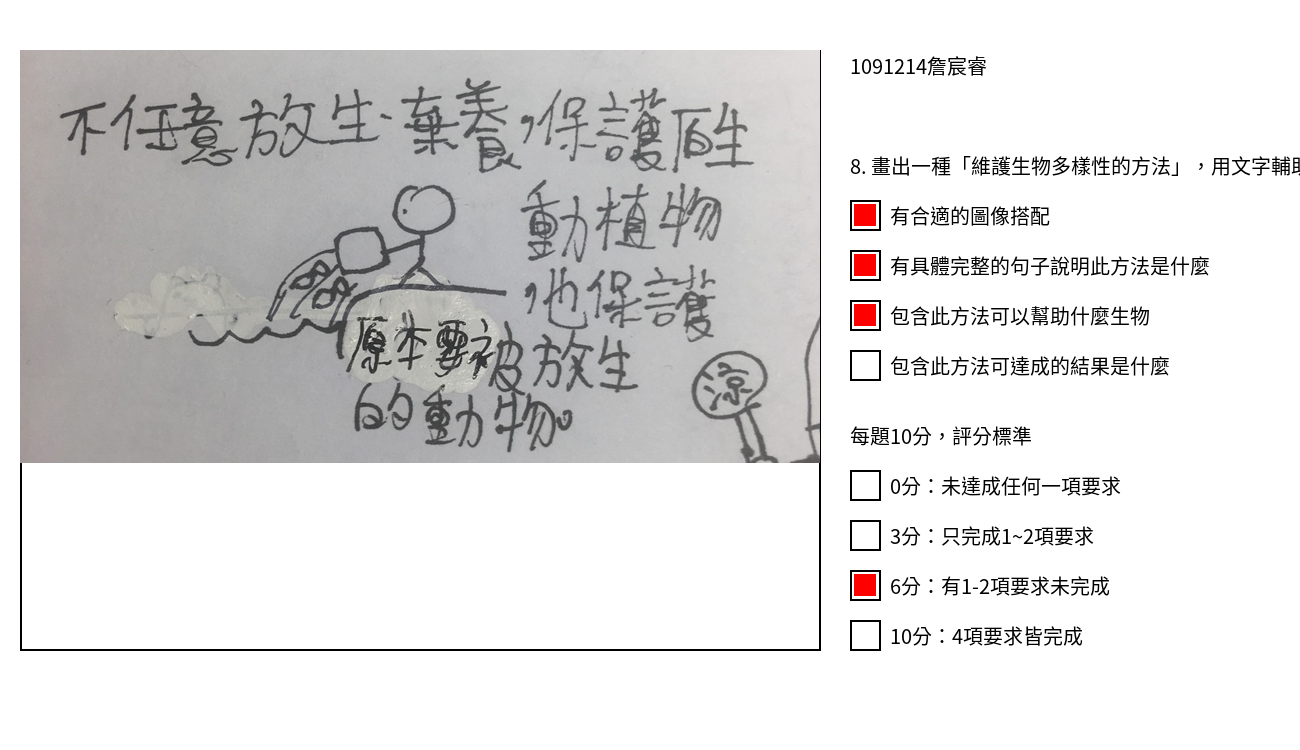 不任意放生、棄養,保護原生
動植物
,也保護
原本要被放生
的動物。
涼
1091214詹宸睿
8. 畫出一種「維護生物多樣性的方法」，用文字輔助
有合適的圖像搭配
有具體完整的句子說明此方法是什麼
包含此方法可以幫助什麼生物
包含此方法可達成的結果是什麼
每題10分，評分標準
0分：未達成任何一項要求
3分：只完成1~2項要求
6分：有1-2項要求未完成
10分：4項要求皆完成